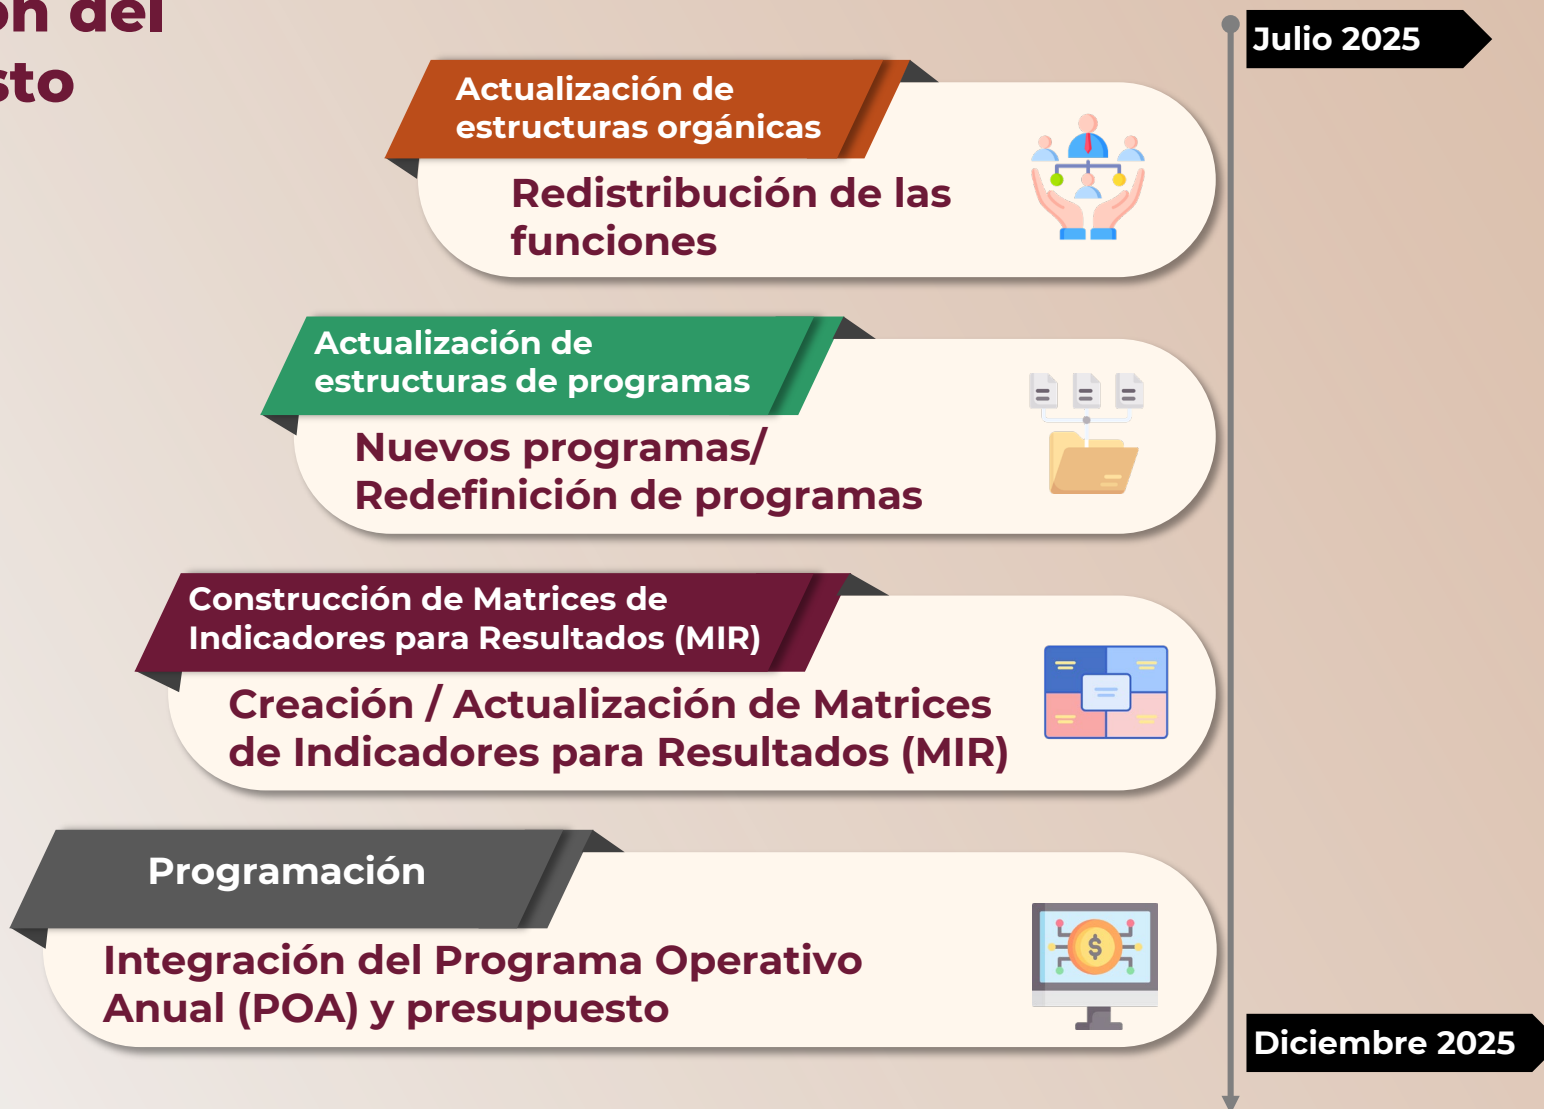 del
Julio 2025
Actualización de
estructuras orgánicas
Redistribución de las
funciones
Actualización de
estructuras de programas
Nuevos programas/
Redefinición de programas
Construcción de Matrices de
Indicadores para Resultados (MIR)
Creación / Actualización de Matrices
de Indicadores para Resultados (MIR)
Programación
Integración del Programa Operativo
Anual (POA) y presupuesto
Diciembre 2025